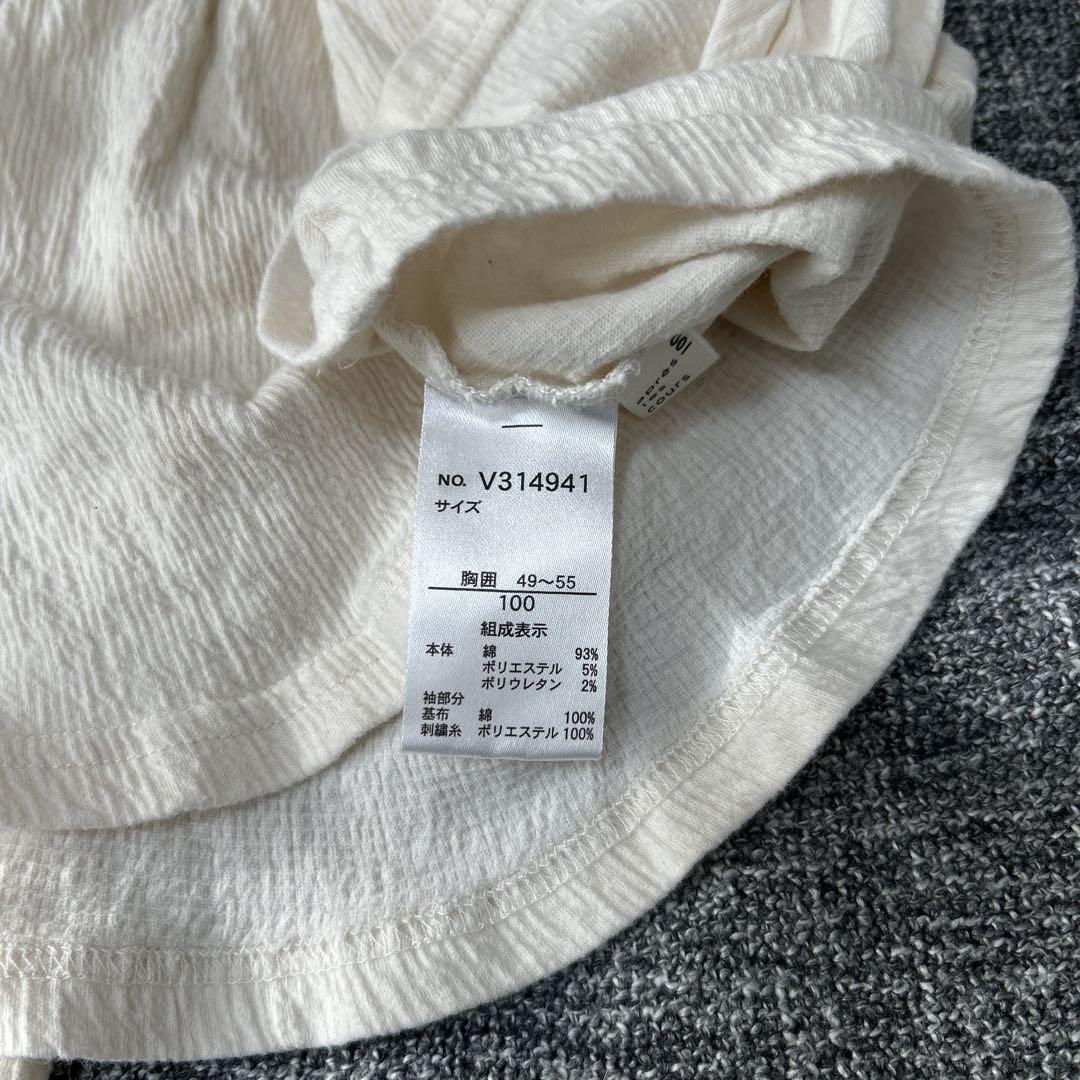 NO. V314941
サイズ
胸囲 49～55
100
組成表示
本体 綿 93%
ポリエステル 5%
ポリウレタン 2%
袖部分
基布 綿 100%
刺繍糸 ポリエステル 100%
après
les
cours